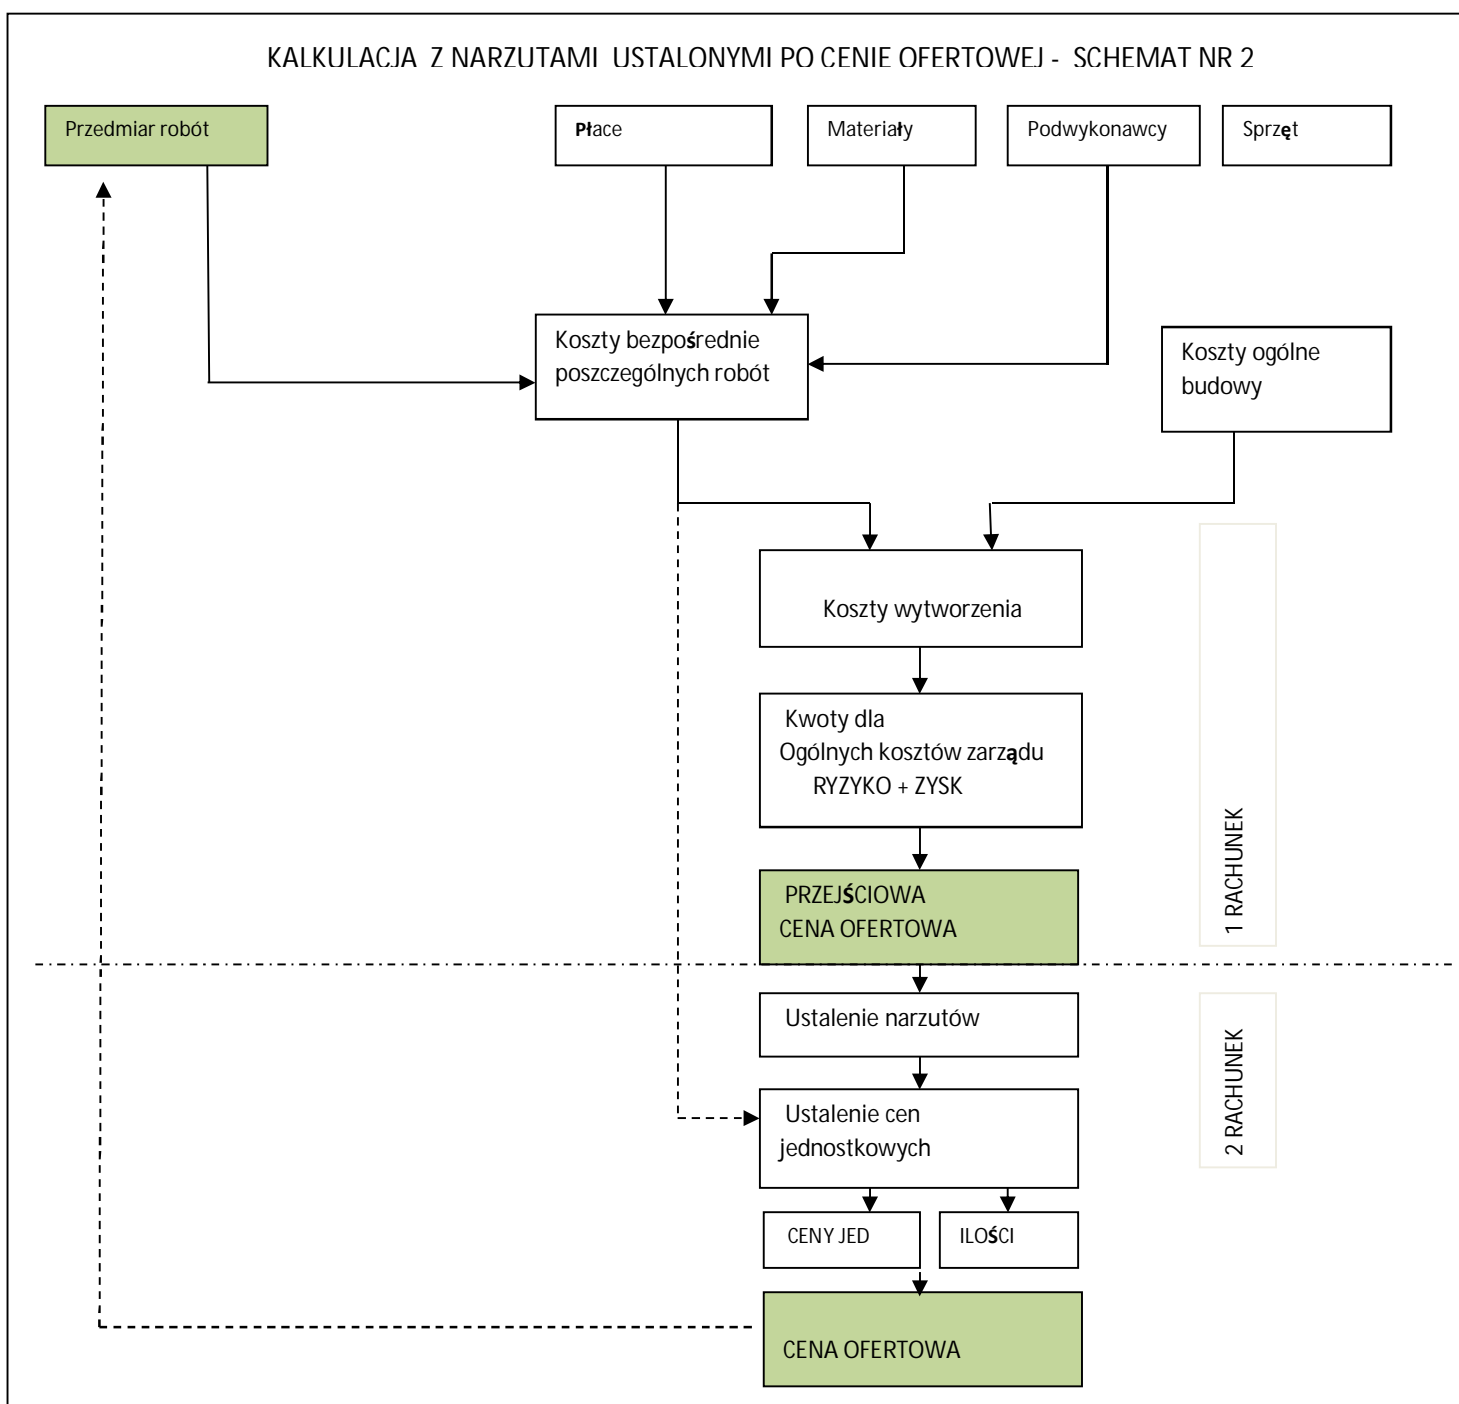 KALKULACJA Z NARZUTAMI USTALONYMI PO CENIE OFERTOWEJ - SCHEMAT NR 2
Przedmiar robót
Płace
Materiały
Podwykonawcy
Sprzęt
Koszty bezpośrednie
poszczególnych robót
Koszty ogólne
budowy
Koszty wytworzenia
Kwoty dla
Ogólnych kosztów zarządu
RYZYKO + ZYSK
1 RACHUNEK
PRZEJŚCIOWA
CENA OFERTOWA
Ustalenie narzutów
2 RACHUNEK
Ustalenie cen
jednostkowych
CENY JED
ILOŚCI
CENA OFERTOWA